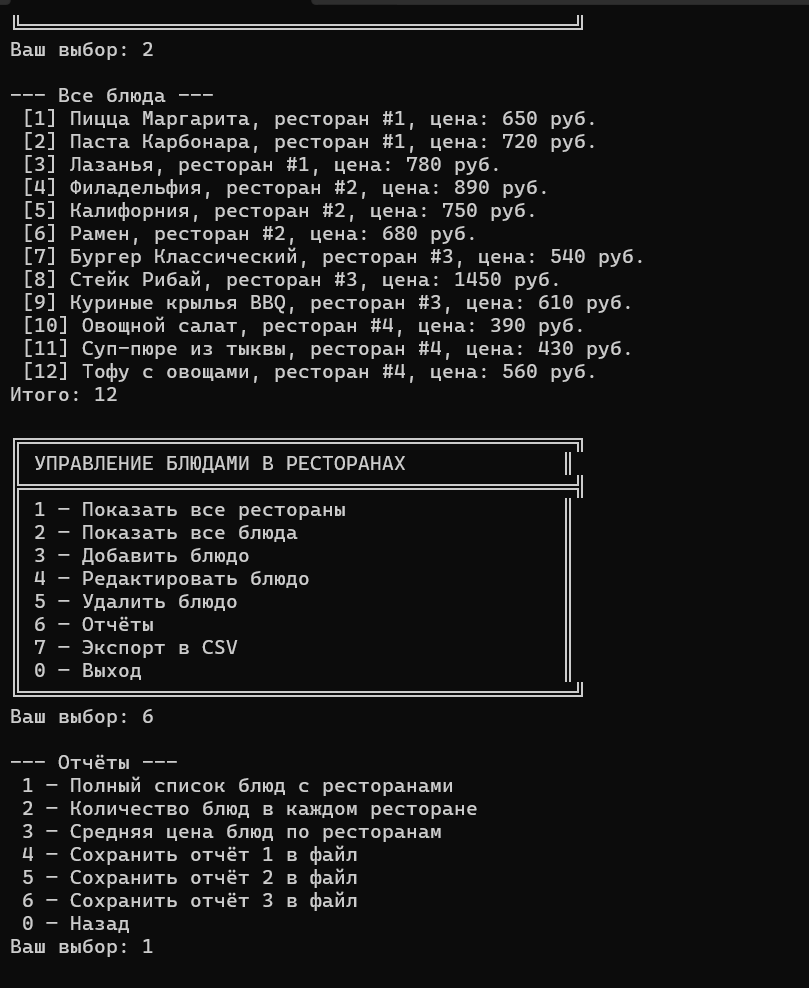 Ваш выбор: 2
--- Все блюда ---
[1] Пицца Маргарита, ресторан #1, цена: 650 руб.
[2] Паста Карбонара, ресторан #1, цена: 720 руб.
[3] Лазанья, ресторан #1, цена: 780 руб.
[4] Филадельфия, ресторан #2, цена: 890 руб.
[5] Калифорния, ресторан #2, цена: 750 руб.
[6] Рамен, ресторан #2, цена: 680 руб.
[7] Бургер Классический, ресторан #3, цена: 540 руб.
[8] Стейк Рибай, ресторан #3, цена: 1450 руб.
[9] Куриные крылья BBQ, ресторан #3, цена: 610 руб.
[10] Овощной салат, ресторан #4, цена: 390 руб.
[11] Суп-пюре из тыквы, ресторан #4, цена: 430 руб.
[12] Тофу с овощами, ресторан #4, цена: 560 руб.
Итого: 12
УПРАВЛЕНИЕ БЛЮДАМИ В РЕСТОРАНАХ
1 - Показать все рестораны
2 - Показать все блюда
3 - Добавить блюдо
4 - Редактировать блюдо
5 - Удалить блюдо
6 - Отчёты
7 - Экспорт в CSV
0 - Выход
Ваш выбор: 6
--- Отчёты ---
1 - Полный список блюд с ресторанами
2 - Количество блюд в каждом ресторане
3 - Средняя цена блюд по ресторанам
4 - Сохранить отчёт 1 в файл
5 - Сохранить отчёт 2 в файл
6 - Сохранить отчёт 3 в файл
0 - Назад
Ваш выбор: 1